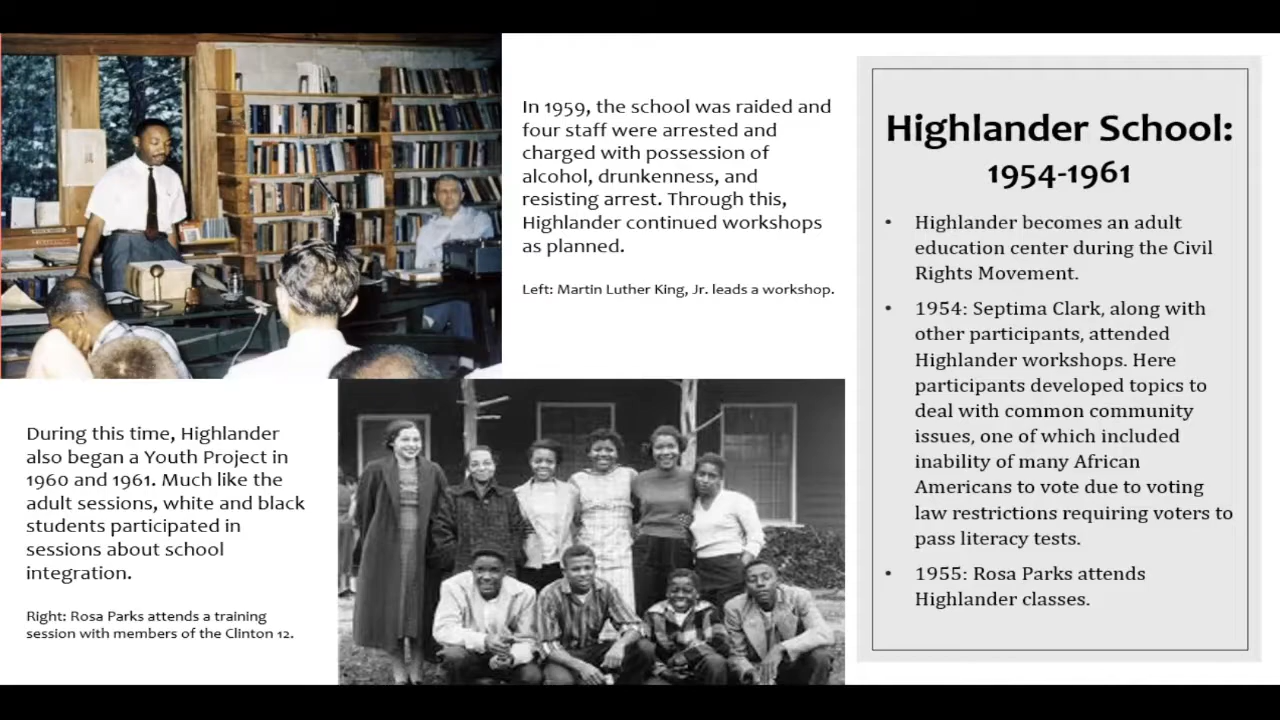 In 1959, the school was raided and
four staff were arrested and
charged with possession of
alcohol, drunkenness, and
resisting arrest. Through this,
Highlander continued workshops
as planned.
Left: Martin Luther King, Jr. leads a workshop.
During this time, Highlander
also began a Youth Project in
1960 and 1961. Much like the
adult sessions, white and black
students participated in
sessions about school
integration.
Right: Rosa Parks attends a training
session with members of the Clinton 12.
Highlander School:
1954-1961
• Highlander becomes an adult
education center during the Civil
Rights Movement.
• 1954: Septima Clark, along with
other participants, attended
Highlander workshops. Here
participants developed topics to
deal with common community
issues, one of which included
inability of many African
Americans to vote due to voting
law restrictions requiring voters to
pass literacy tests.
• 1955: Rosa Parks attends
Highlander classes.